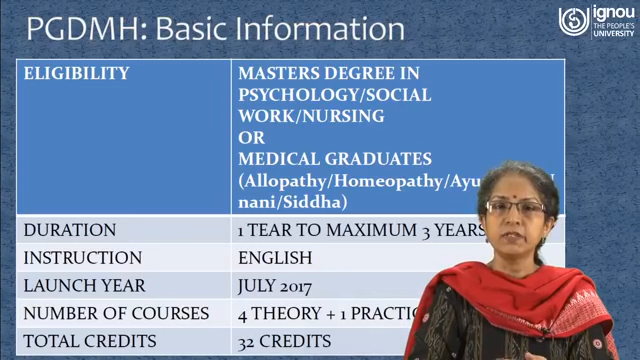 PGDMH: Basic Information
ignou
THE PEOPLE'S
UNIVERSITY
ELIGIBILITY
MASTERS DEGREE IN
PSYCHOLOGY/SOCIAL
WORK/NURSING
OR
MEDICAL GRADUATES
(Allopathy/Homeopathy/Ayu
nani/Siddha)
DURATION 1 TEAR TO MAXIMUM 3 YEARS
INSTRUCTION ENGLISH
LAUNCH YEAR JULY 2017
NUMBER OF COURSES 4 THEORY + 1 PRACTIC
TOTAL CREDITS 32 CREDITS